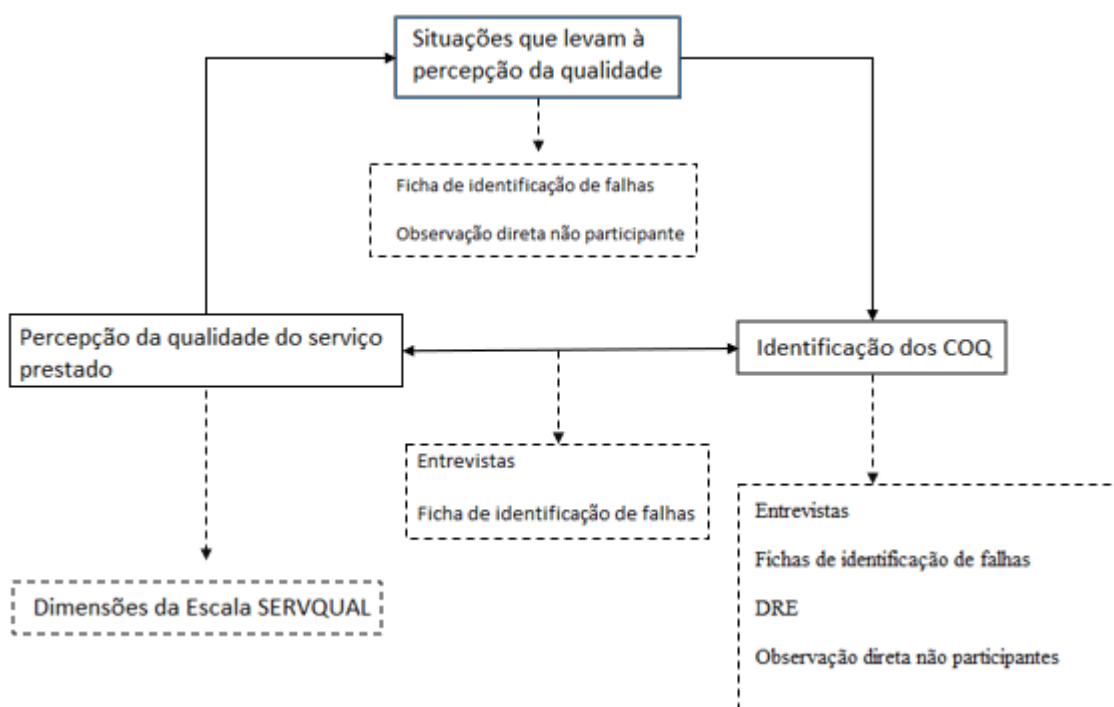 Situações que levam à
percepção da qualidade
Ficha de identificação de falhas
Observação direta não participante
Percepção da qualidade do serviço
prestado
Identificação dos COQ
Entrevistas
Ficha de identificação de falhas
Entrevistas
Fichas de identificação de falhas
DRE
Observação direta não participantes
Dimensões da Escala SERVQUAL